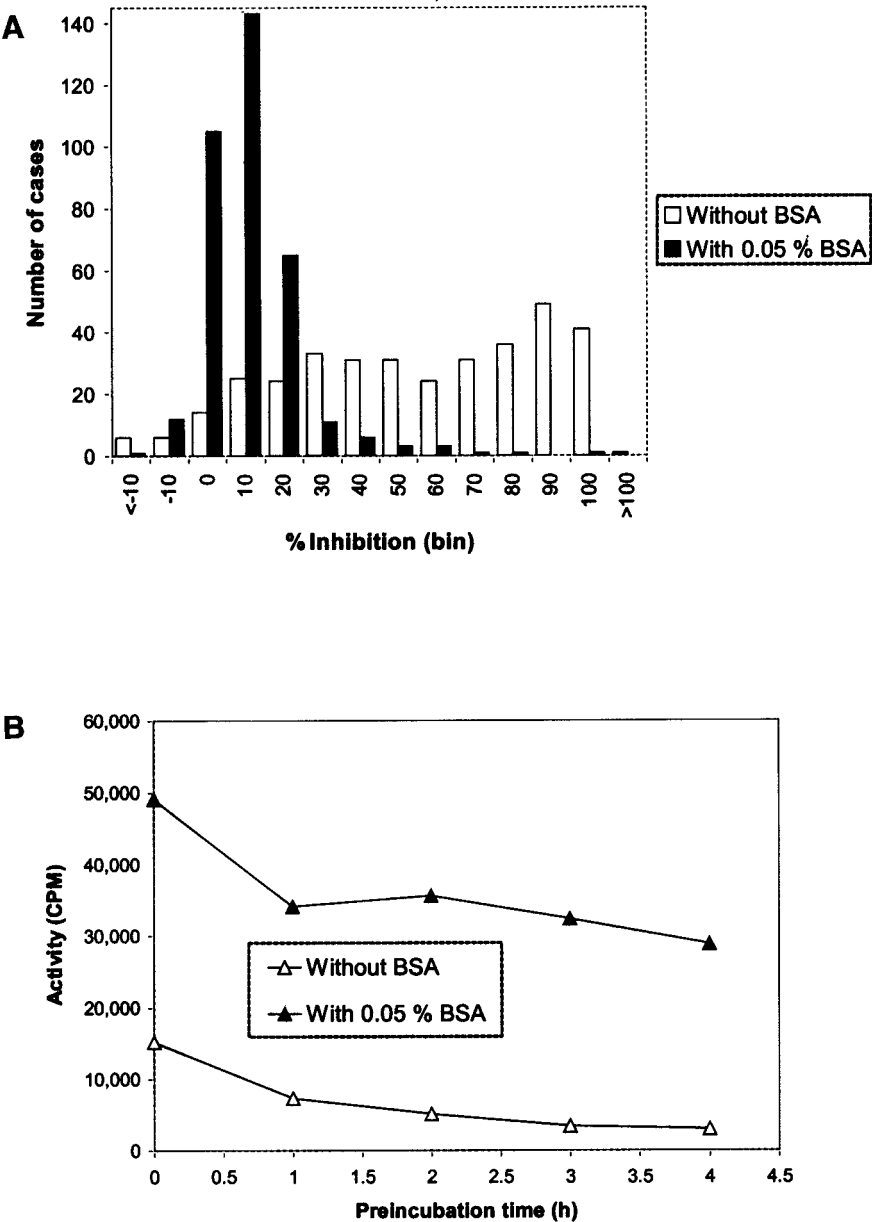 A
140
120
100
80
60
40
20
0
Number of cases
<-10
-10
0
10
20
30
40
50
60
70
80
90
100
>100
% Inhibition (bin)
Without BSA
With 0.05 % BSA
B
60,000
50,000
40,000
30,000
20,000
10,000
0
Activity (CPM)
Without BSA
With 0.05 % BSA
0 0.5 1 1.5 2 2.5 3 3.5 4 4.5
Preincubation time (h)